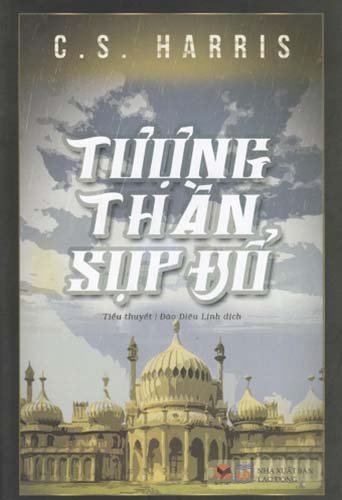 C.S. HARRIS
TƯỢNG
THẦN
SỤP ĐỔ
Tiểu thuyết | Đào Diệu Linh dịch
NHÀ XUẤT BẢN
LAO ĐỘNG